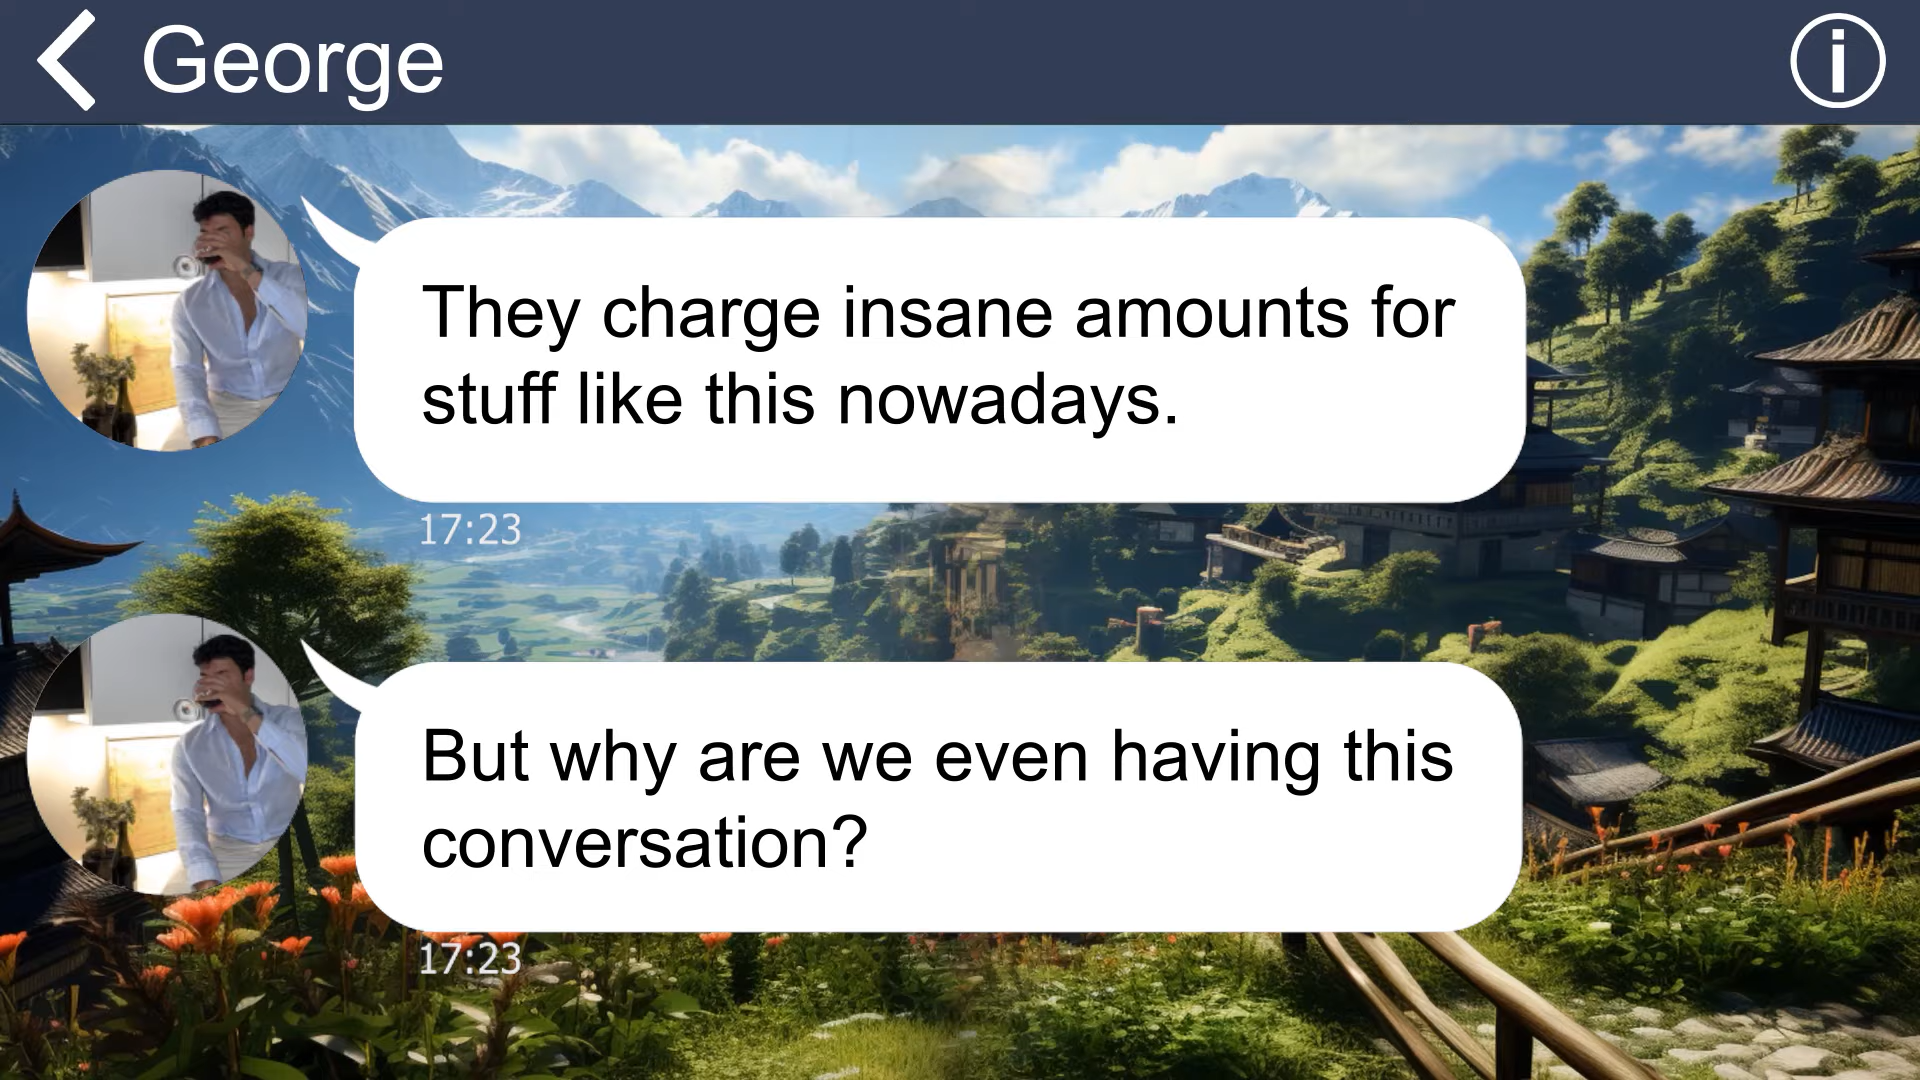 George
They charge insane amounts for
stuff like this nowadays.
17:23
But why are we even having this
conversation?
17:23